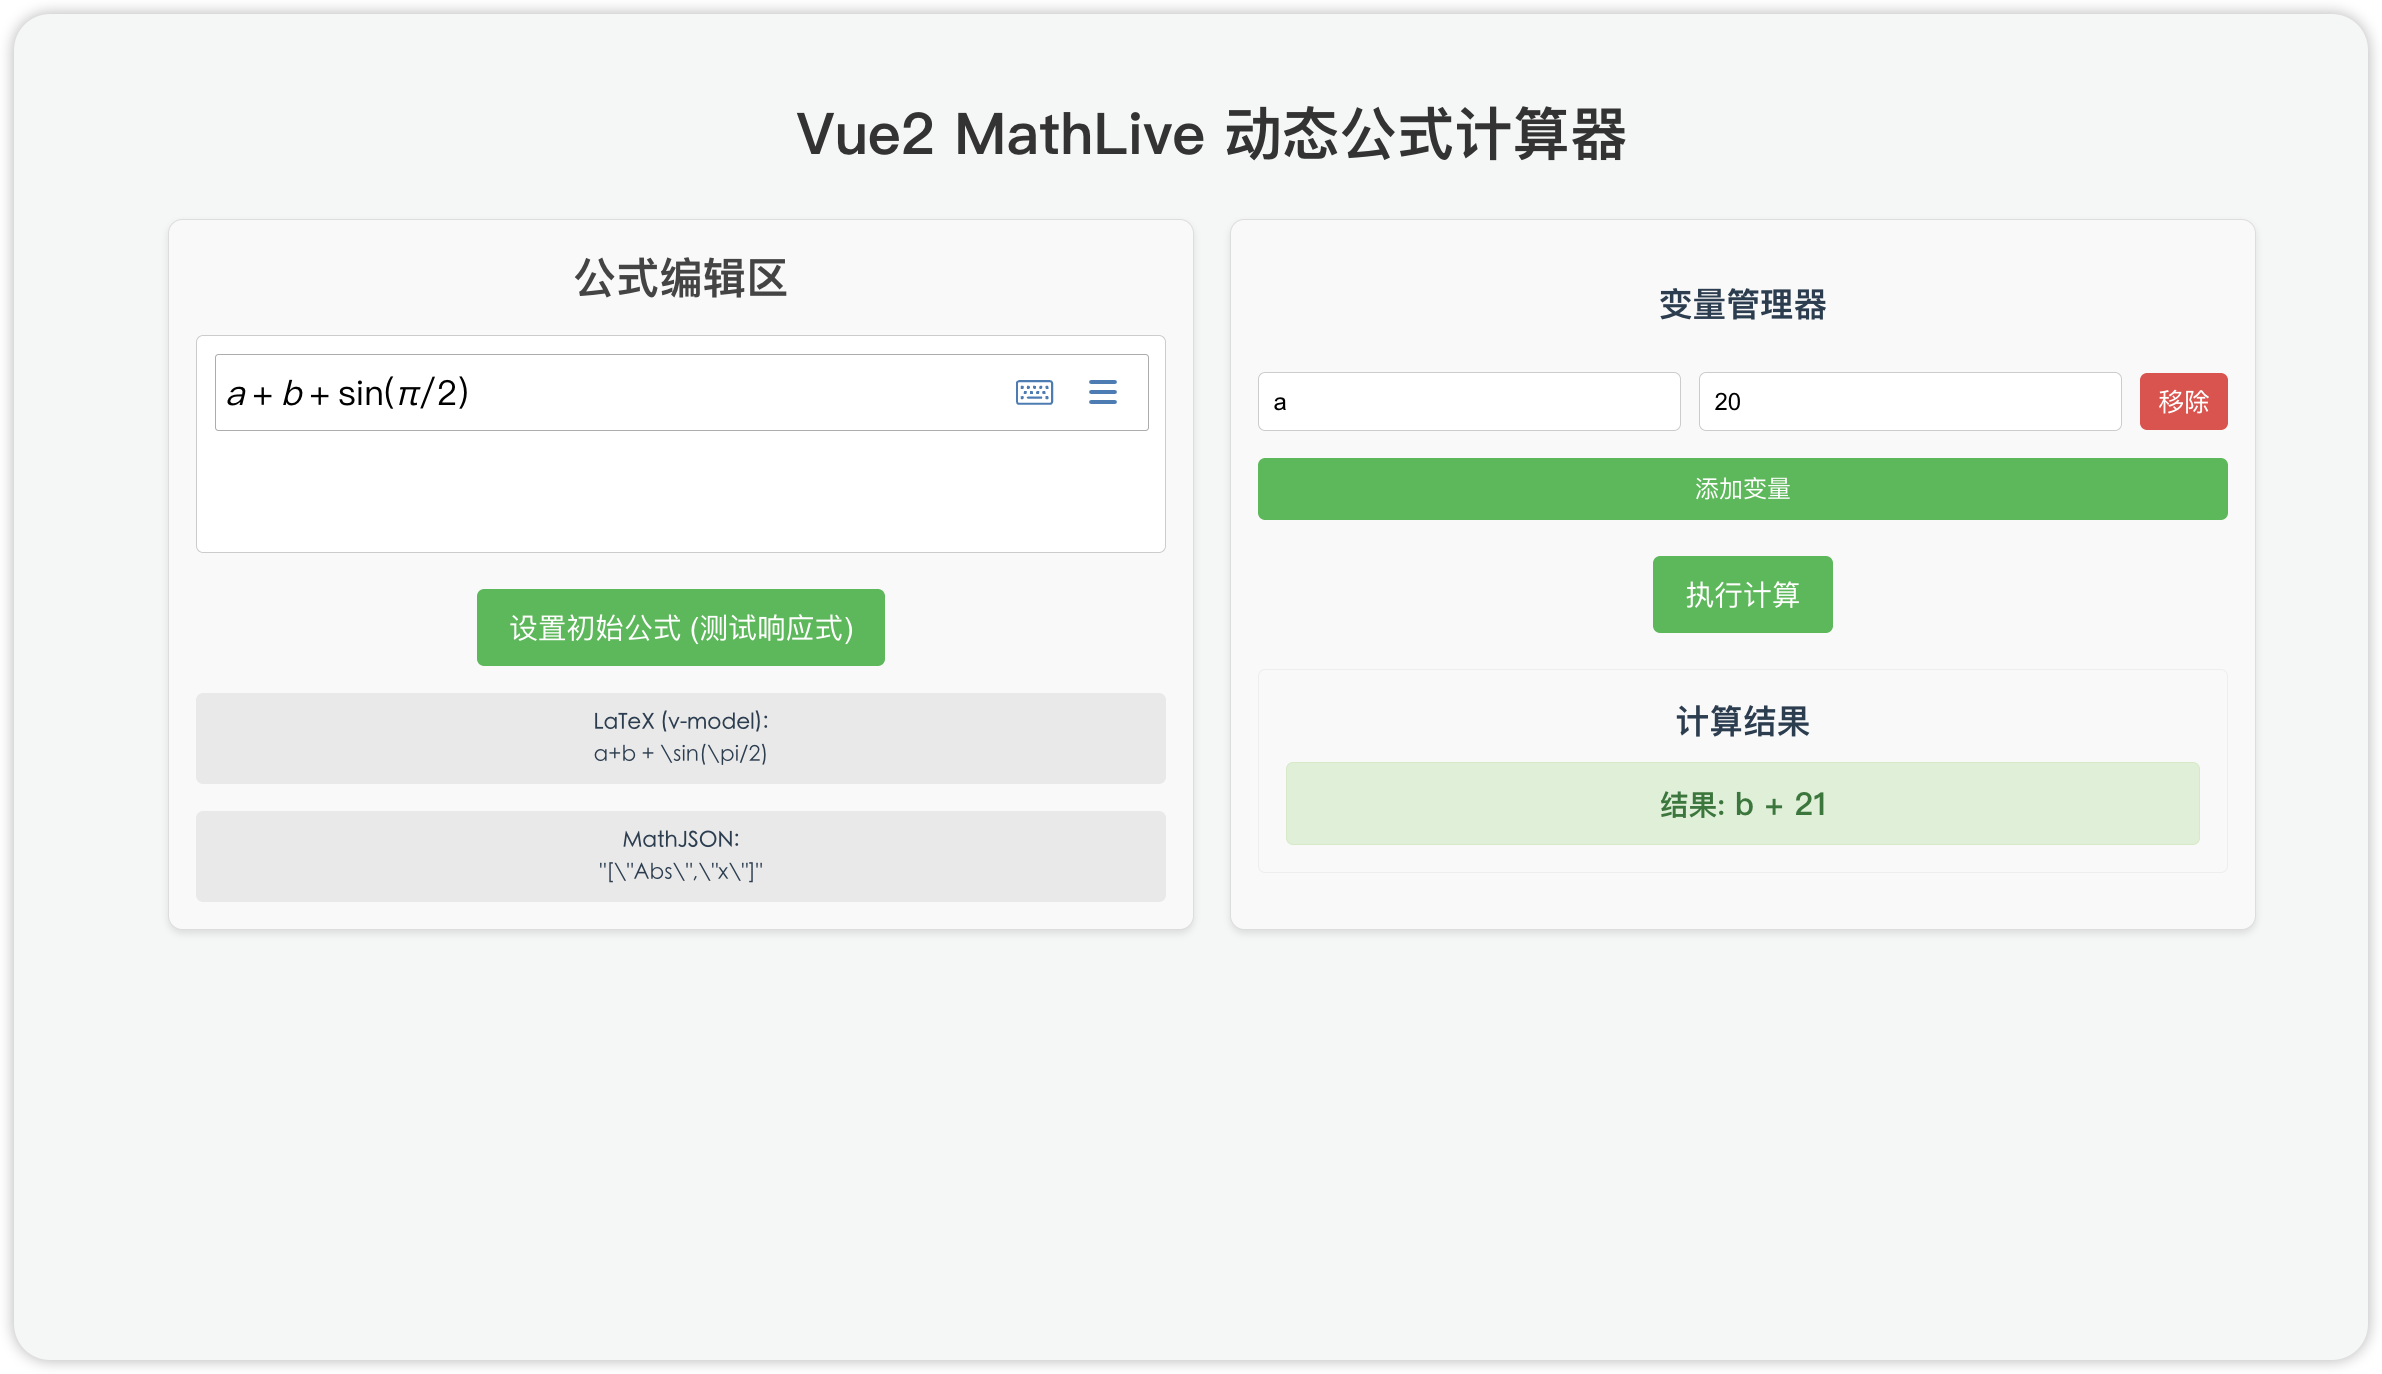 Vue2 MathLive 动态公式计算器
公式编辑区
a + b + sin(π/2)
设置初始公式 (测试响应式)
LaTeX (v-model):
a+b + \sin(\pi/2)
MathJSON:
"[\"Abs\",\"x\"]"
变量管理器
a 20 移除
添加变量
执行计算
计算结果
结果: b + 21